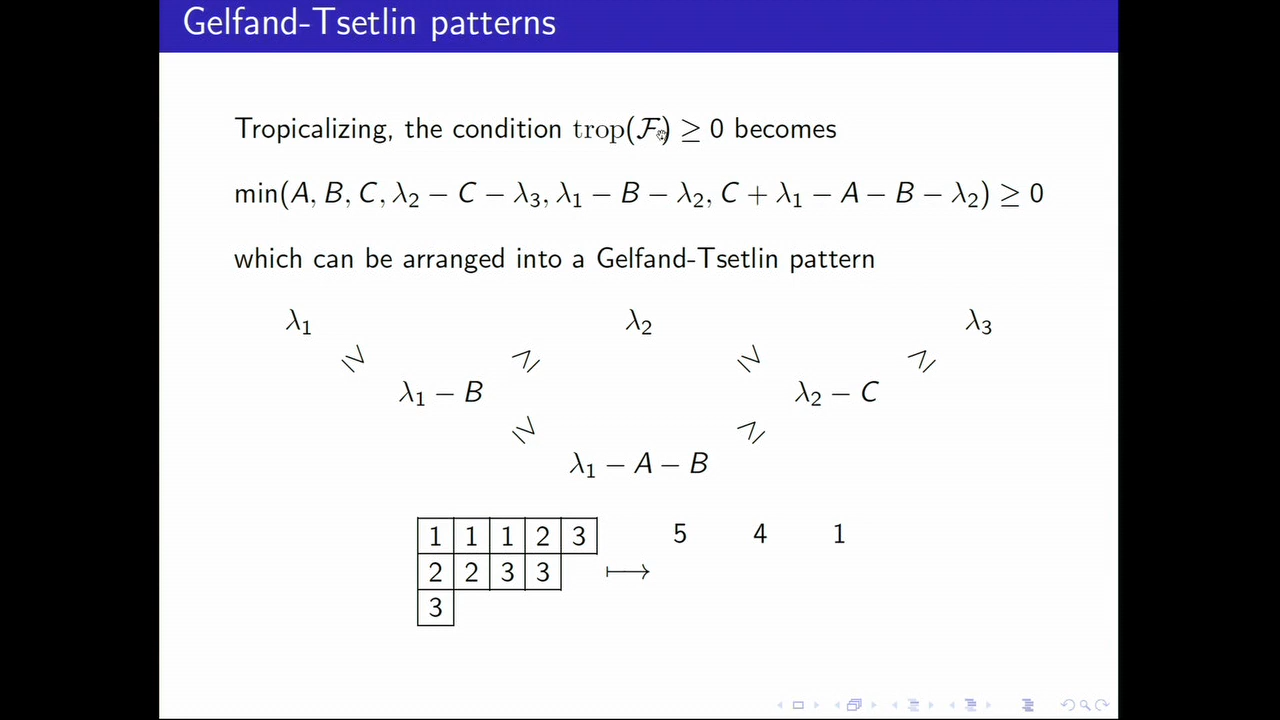 Gelfand-Tsetlin patterns
Tropicalizing, the condition trop(ℱ) ≥ 0 becomes
min(A, B, C, λ₂ − C − λ₃, λ₁ − B − λ₂, C + λ₁ − A − B − λ₂) ≥ 0
which can be arranged into a Gelfand-Tsetlin pattern
λ₁ λ₂ λ₃
≥ ≥ ≥ ≥
λ₁ − B λ₂ − C
≥ ≥
λ₁ − A − B
1 1 1 2 3 5 4 1
2 2 3 3 ⟼
3